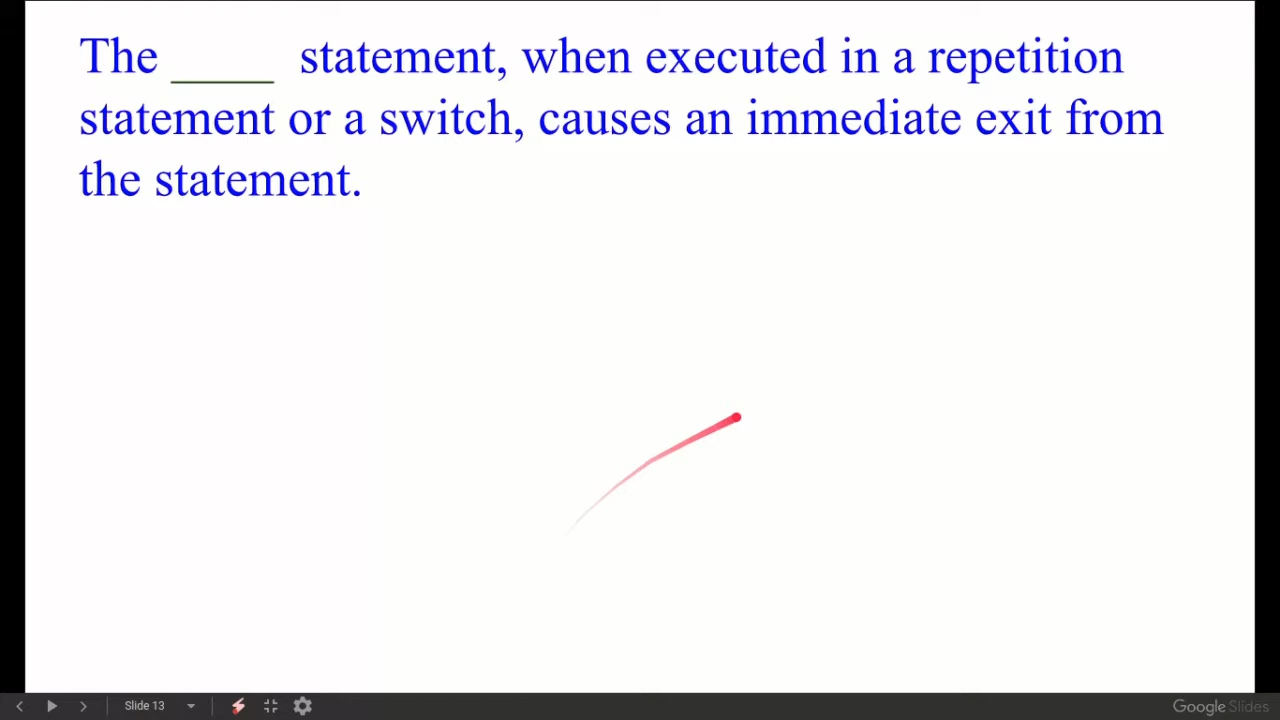 The ____ statement, when executed in a repetition
statement or a switch, causes an immediate exit from
the statement.
Slide 13
Google Slides